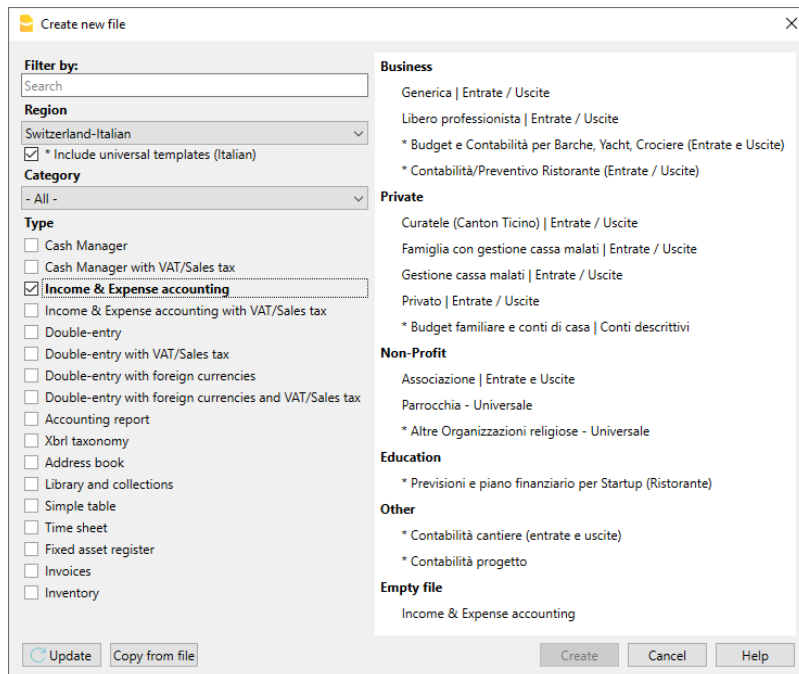 Create new file
Filter by:
Search
Region
Switzerland-Italian
* Include universal templates (Italian)
Category
- All -
Type
Cash Manager
Cash Manager with VAT/Sales tax
Income & Expense accounting
Income & Expense accounting with VAT/Sales tax
Double-entry
Double-entry with VAT/Sales tax
Double-entry with foreign currencies
Double-entry with foreign currencies and VAT/Sales tax
Accounting report
Xbrl taxonomy
Address book
Library and collections
Simple table
Time sheet
Fixed asset register
Invoices
Inventory
Business
Generica | Entrate / Uscite
Libero professionista | Entrate / Uscite
* Budget e Contabilità per Barche, Yacht, Crociere (Entrate e Uscite)
* Contabilità/Preventivo Ristorante (Entrate / Uscite)
Private
Curatele (Canton Ticino) | Entrate / Uscite
Famiglia con gestione cassa malati | Entrate / Uscite
Gestione cassa malati | Entrate / Uscite
Privato | Entrate / Uscite
* Budget familiare e conti di casa | Conti descrittivi
Non-Profit
Associazione | Entrate e Uscite
Parrocchia - Universale
* Altre Organizzazioni religiose - Universale
Education
* Previsioni e piano finanziario per Startup (Ristorante)
Other
* Contabilità cantiere (entrate e uscite)
* Contabilità progetto
Empty file
Income & Expense accounting
Update
Copy from file
Create
Cancel
Help